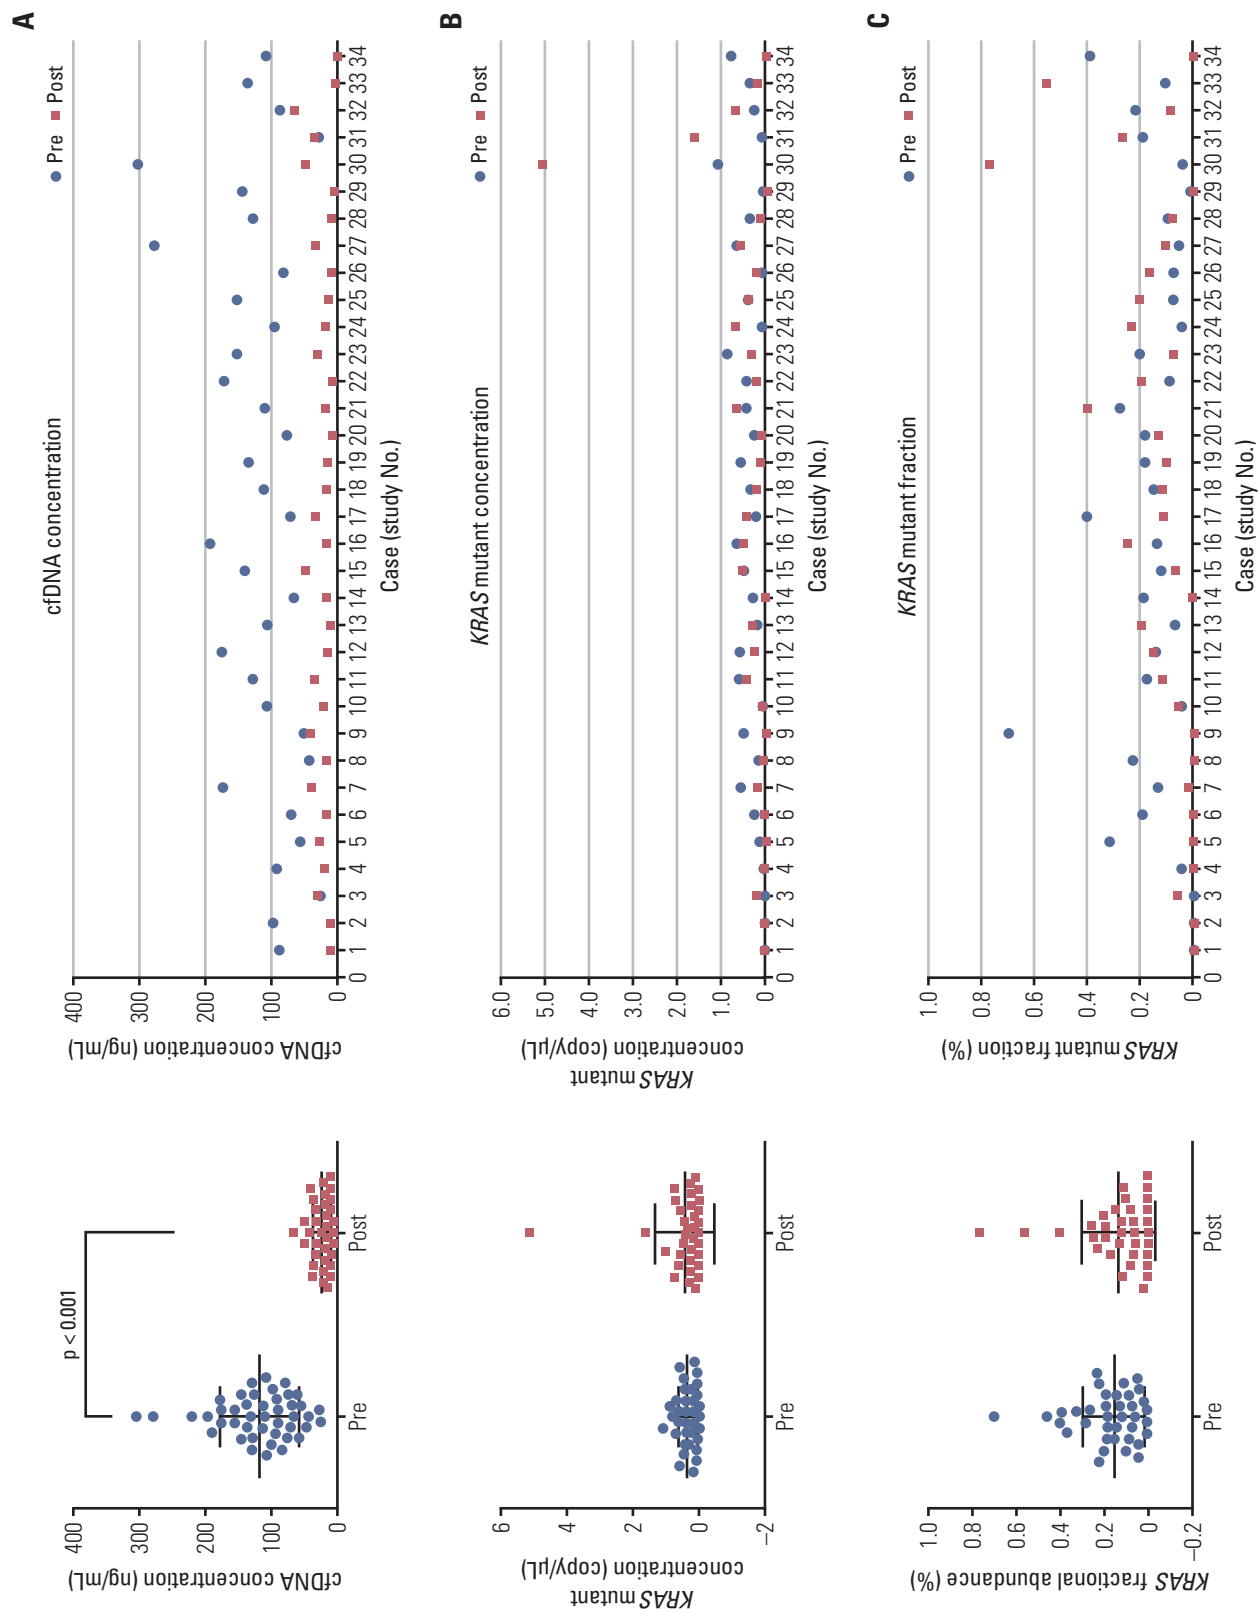 A
p < 0.001
400
300
200
100
0
cfDNA concentration (ng/mL)
Pre
Post
cfDNA concentration
Pre
Post
400
300
200
100
0
cfDNA concentration (ng/mL)
0 1 2 3 4 5 6 7 8 9 10 11 12 13 14 15 16 17 18 19 20 21 22 23 24 25 26 27 28 29 30 31 32 33 34
Case (study No.)
B
6
4
2
0
−2
KRAS mutant
concentration (copy/µL)
Pre
Post
KRAS mutant concentration
Pre
Post
6.0
5.0
4.0
3.0
2.0
1.0
0
KRAS mutant
concentration (copy/µL)
0 1 2 3 4 5 6 7 8 9 10 11 12 13 14 15 16 17 18 19 20 21 22 23 24 25 26 27 28 29 30 31 32 33 34
Case (study No.)
C
1.0
0.8
0.6
0.4
0.2
0
−0.2
KRAS fractional abundance (%)
Pre
Post
KRAS mutant fraction
Pre
Post
1.0
0.8
0.6
0.4
0.2
0
KRAS mutant fraction (%)
0 1 2 3 4 5 6 7 8 9 10 11 12 13 14 15 16 17 18 19 20 21 22 23 24 25 26 27 28 29 30 31 32 33 34
Case (study No.)